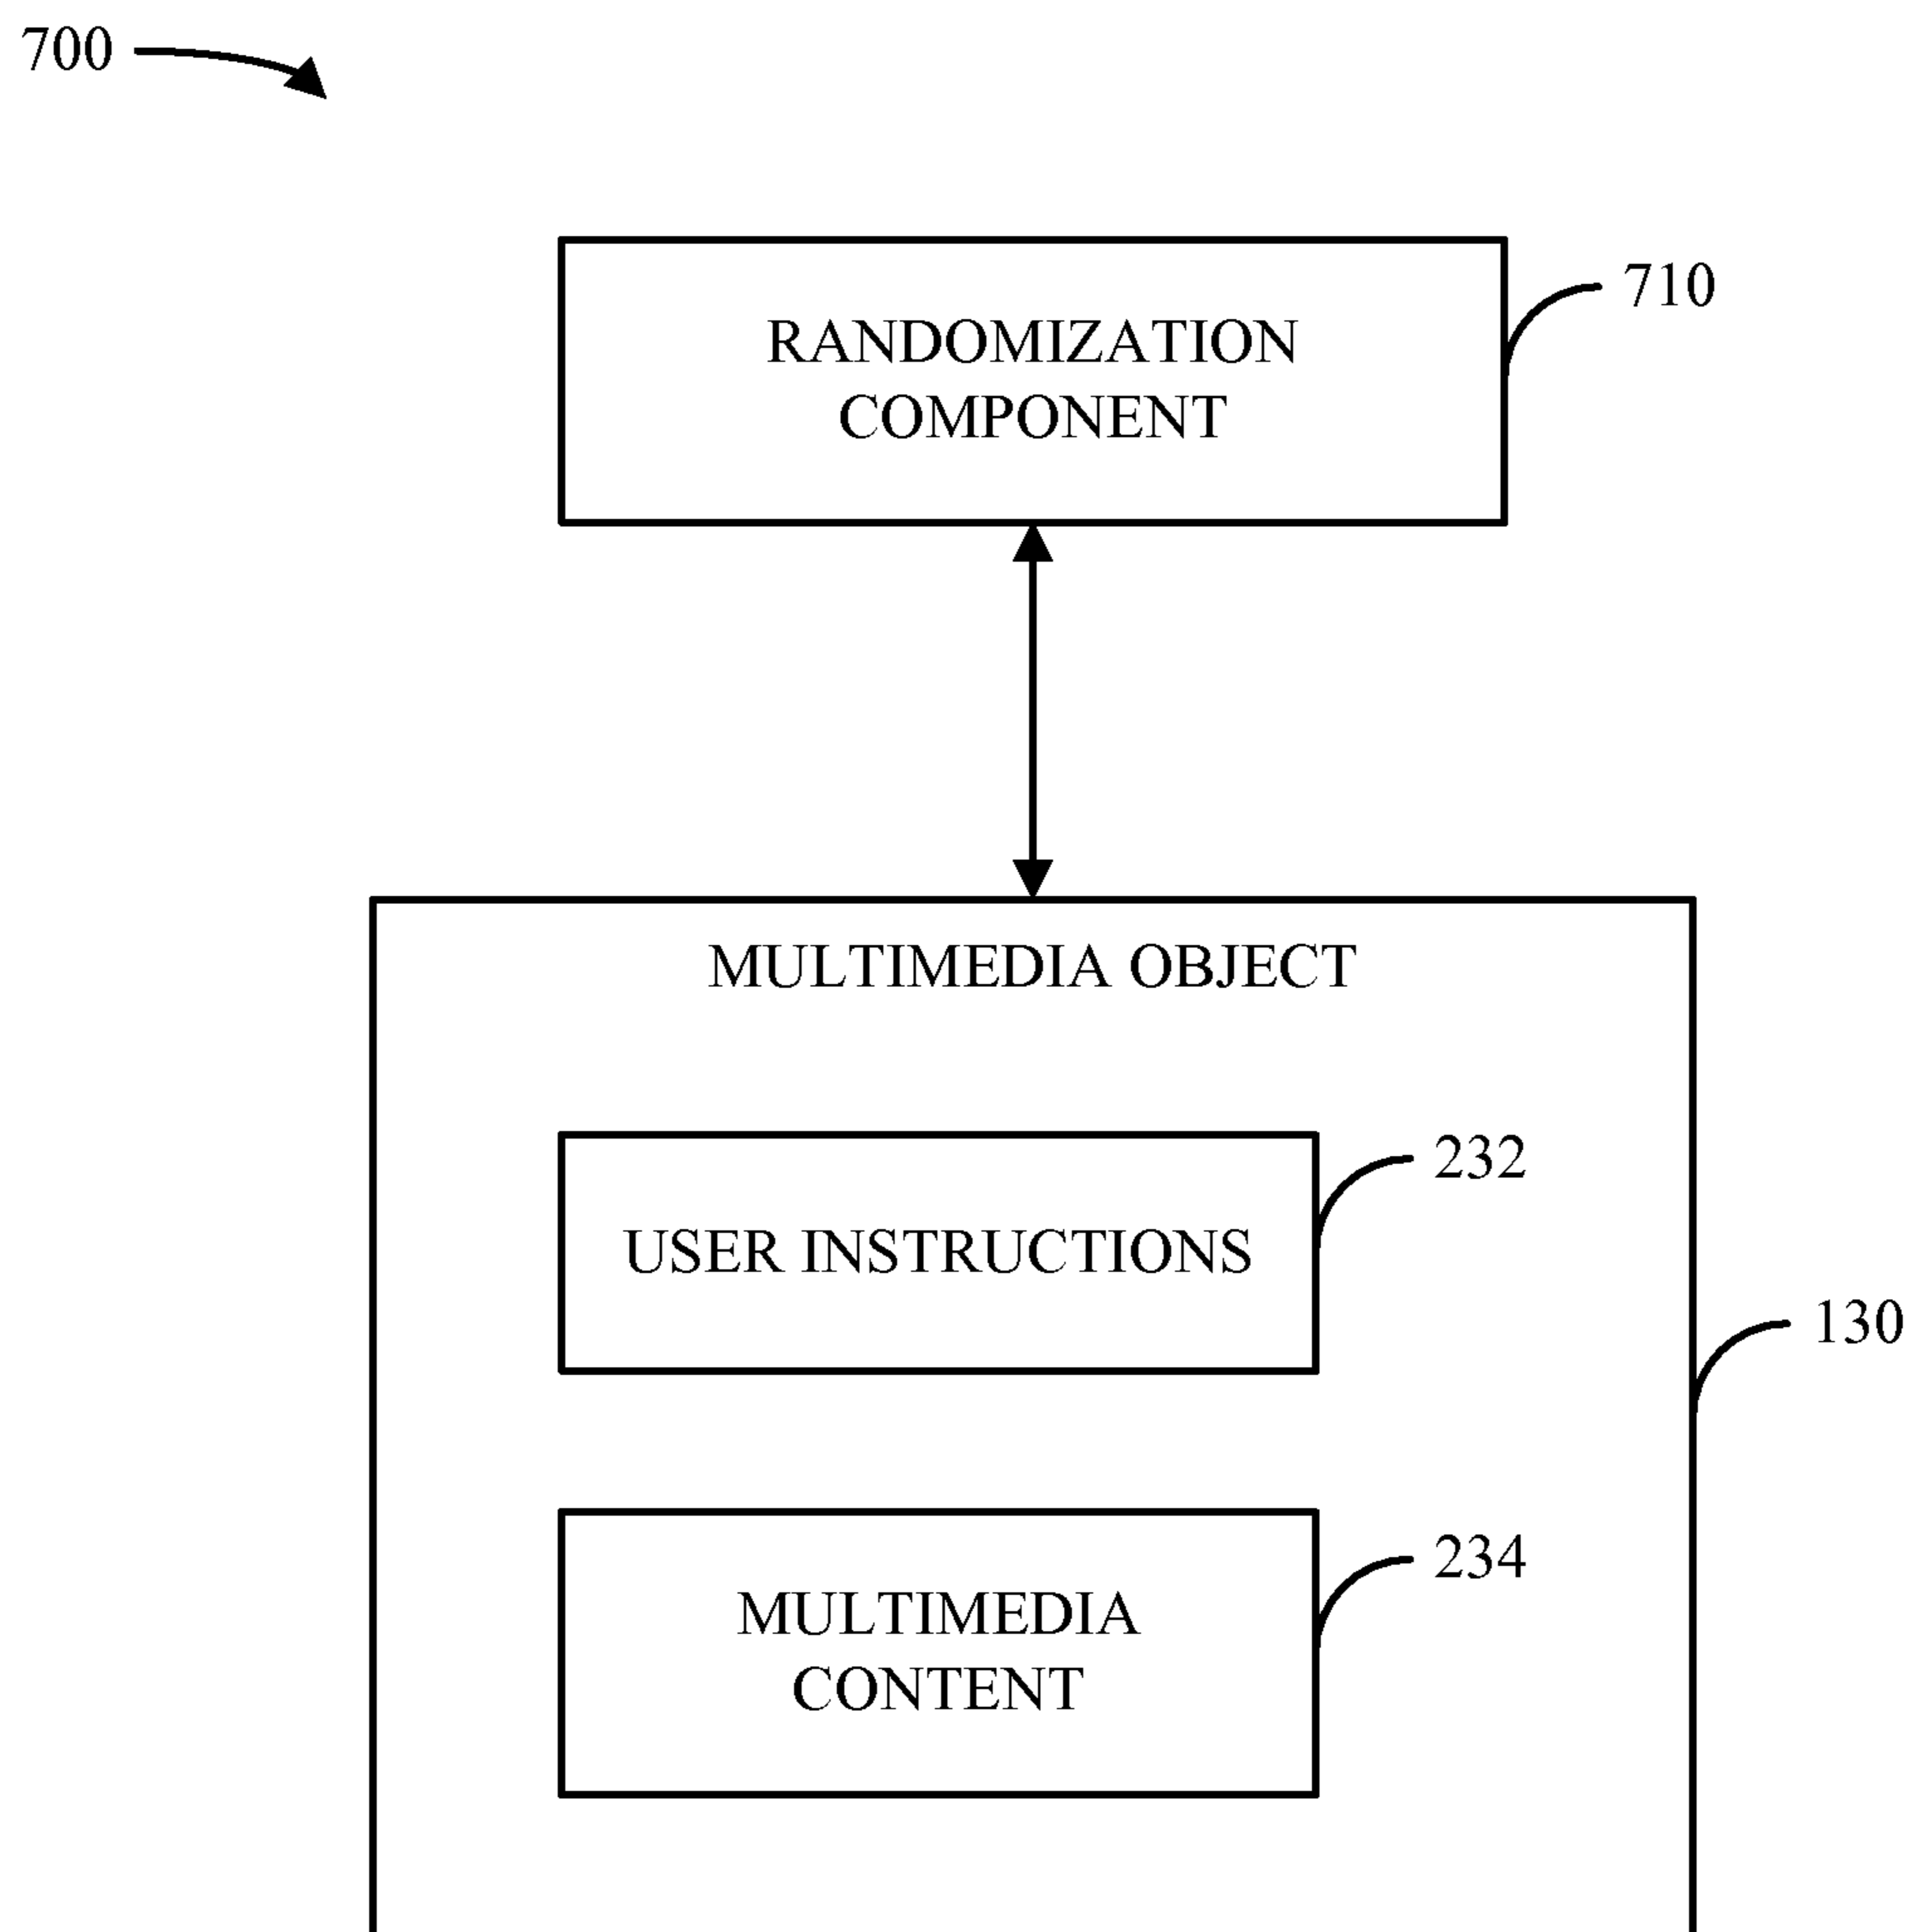 700
710
RANDOMIZATION
COMPONENT
MULTIMEDIA OBJECT
232
USER INSTRUCTIONS
130
234
MULTIMEDIA
CONTENT